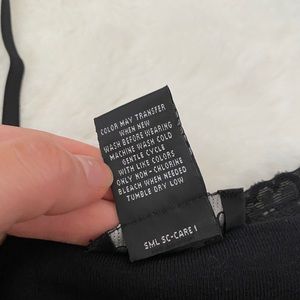 COLOR MAY TRANSFER
WHEN NEW
WASH BEFORE WEARING
MACHINE WASH COLD
GENTLE CYCLE
WITH LIKE COLORS
ONLY NON-CHLORINE
BLEACH WHEN NEEDED
TUMBLE DRY LOW
SML SC-CARE 1